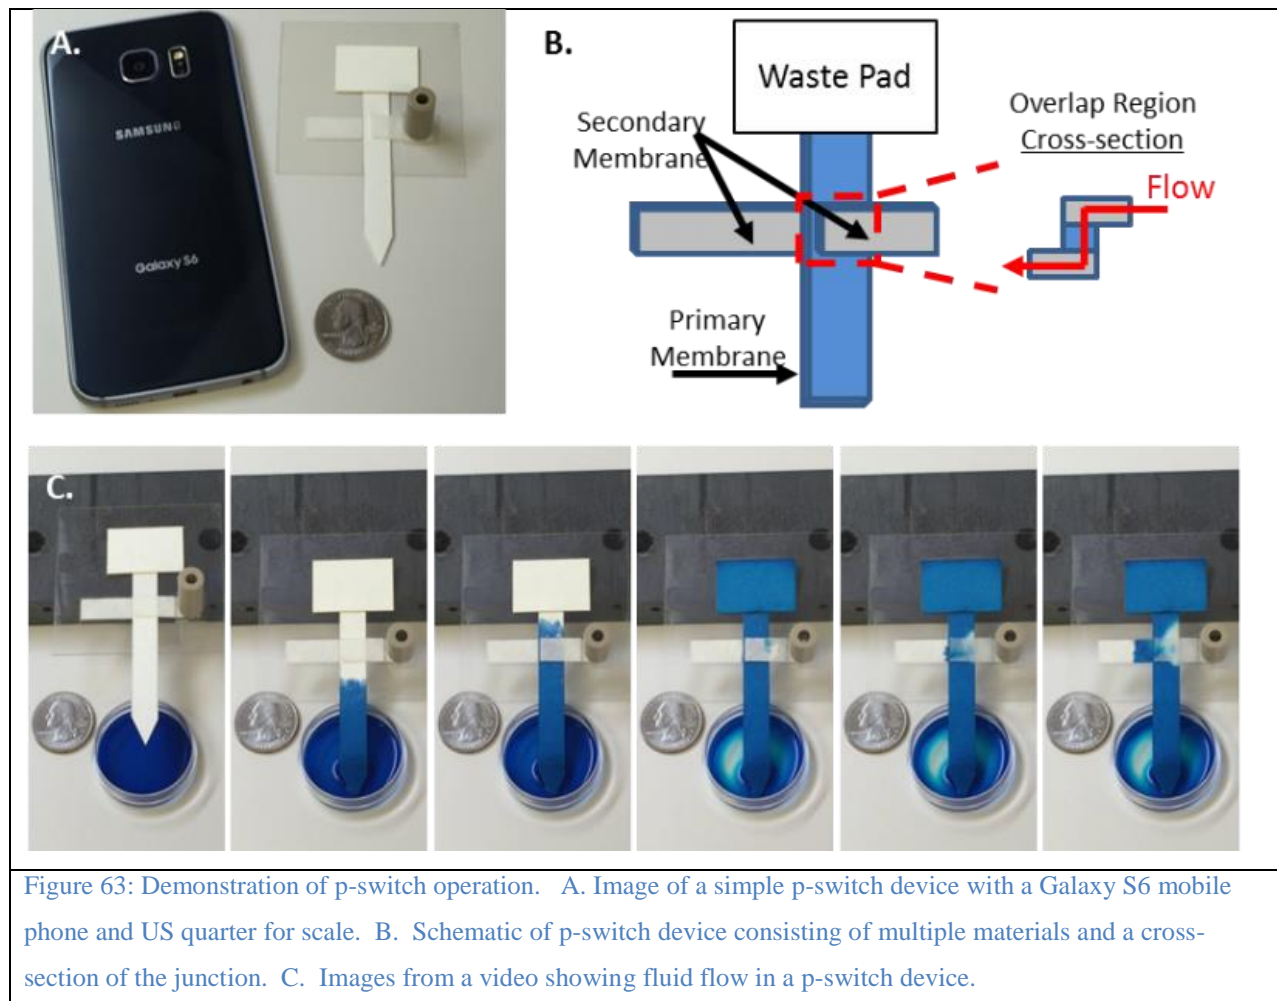 A.
SAMSUNG
Galaxy S6
B.
Waste Pad
Secondary
Membrane
Overlap Region
Cross-section
Flow
Primary
Membrane
C.
Figure 63: Demonstration of p-switch operation.   A. Image of a simple p-switch device with a Galaxy S6 mobile
phone and US quarter for scale.  B.  Schematic of p-switch device consisting of multiple materials and a cross-
section of the junction.  C.  Images from a video showing fluid flow in a p-switch device.